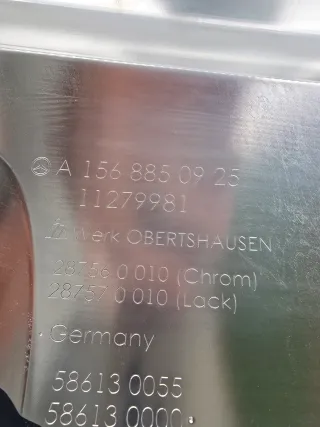 A 156 885 09 25
11279981
Werk OBERTSHAUSEN
28756 0 010 (Chrom)
28757 0 010 (Lack)
Germany
58613 0055
58613 0000